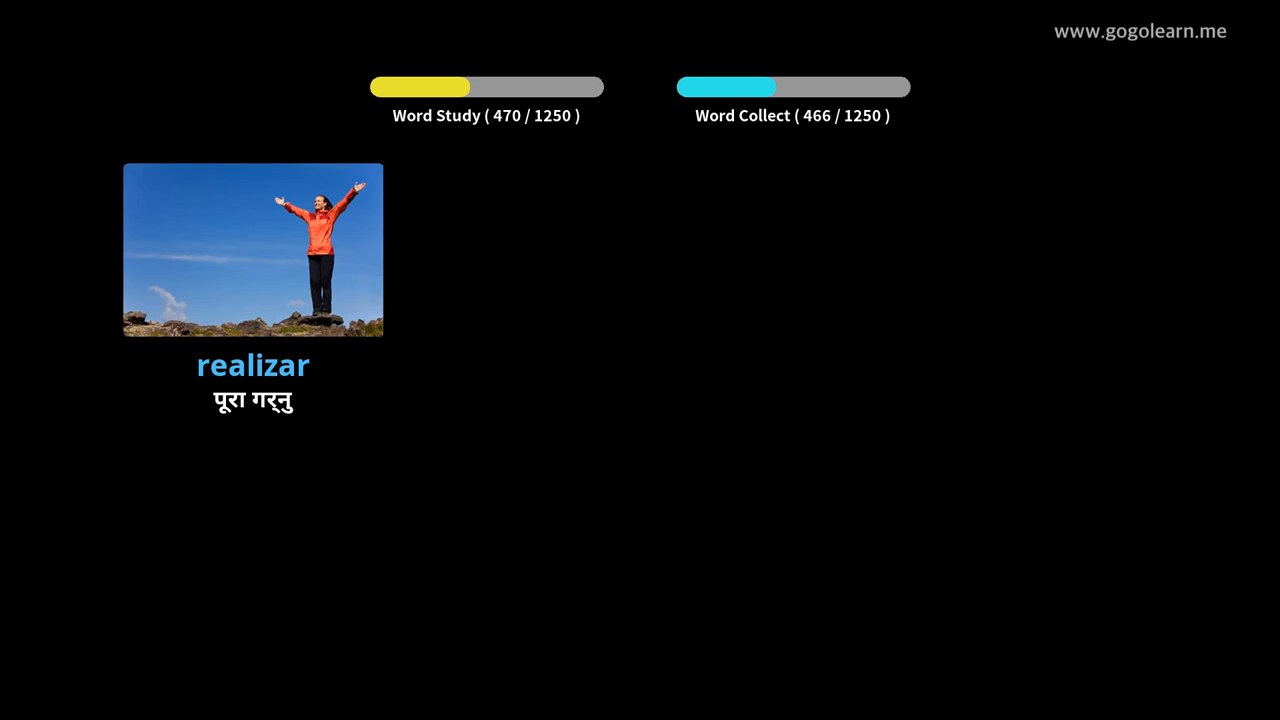 www.gogolearn.me
Word Study ( 470 / 1250 )
Word Collect ( 466 / 1250 )
realizar
पूरा गर्नु